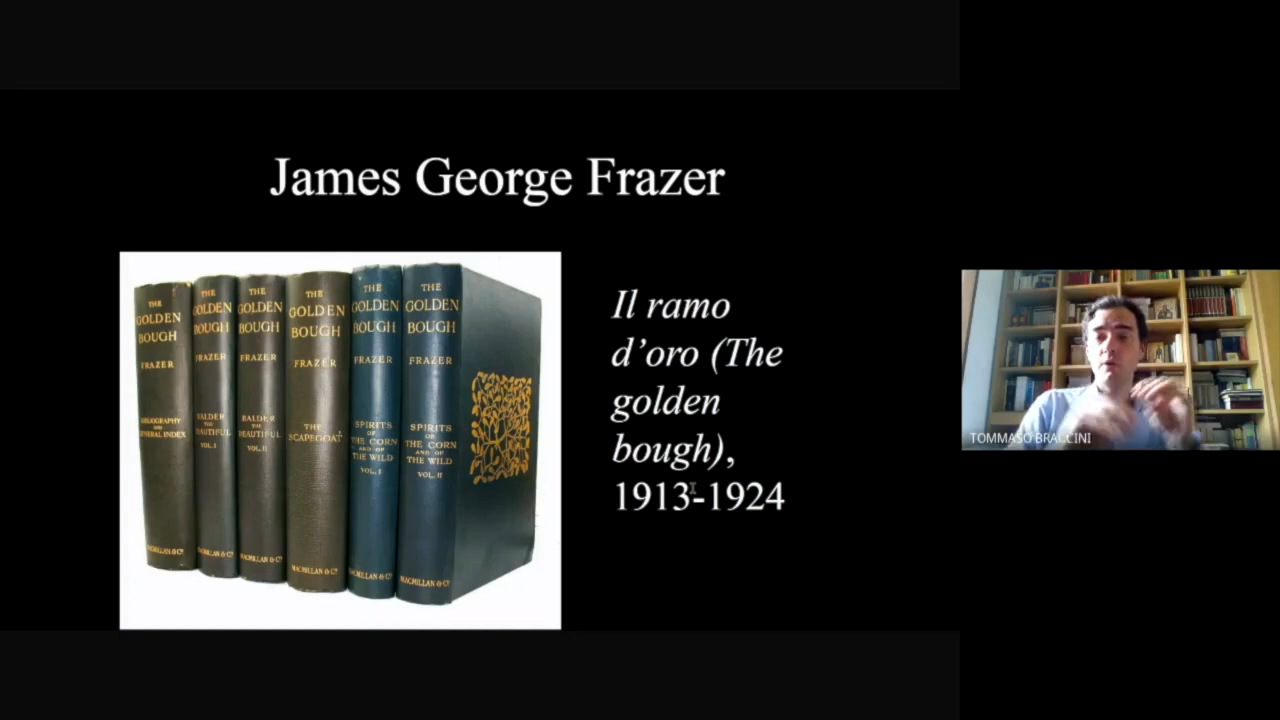 James George Frazer
Il ramo
d’oro (The
golden
bough),
1913-1924
THE
GOLDEN
BOUGH
FRAZER
BIBLIOGRAPHY
AND
GENERAL INDEX
MACMILLAN & Co
THE
GOLDEN
BOUGH
FRAZER
BALDER
THE
BEAUTIFUL
VOL. I
MACMILLAN & Co
THE
GOLDEN
BOUGH
FRAZER
BALDER
THE
BEAUTIFUL
VOL. II
MACMILLAN & Co
THE
GOLDEN
BOUGH
FRAZER
THE
SCAPEGOAT
MACMILLAN & Co
THE
GOLDEN
BOUGH
FRAZER
SPIRITS
OF
THE CORN
AND OF
THE WILD
VOL. I
MACMILLAN & Co
THE
GOLDEN
BOUGH
FRAZER
SPIRITS
OF
THE CORN
AND OF
THE WILD
VOL. II
MACMILLAN & Co
TOMMASO BRACCINI